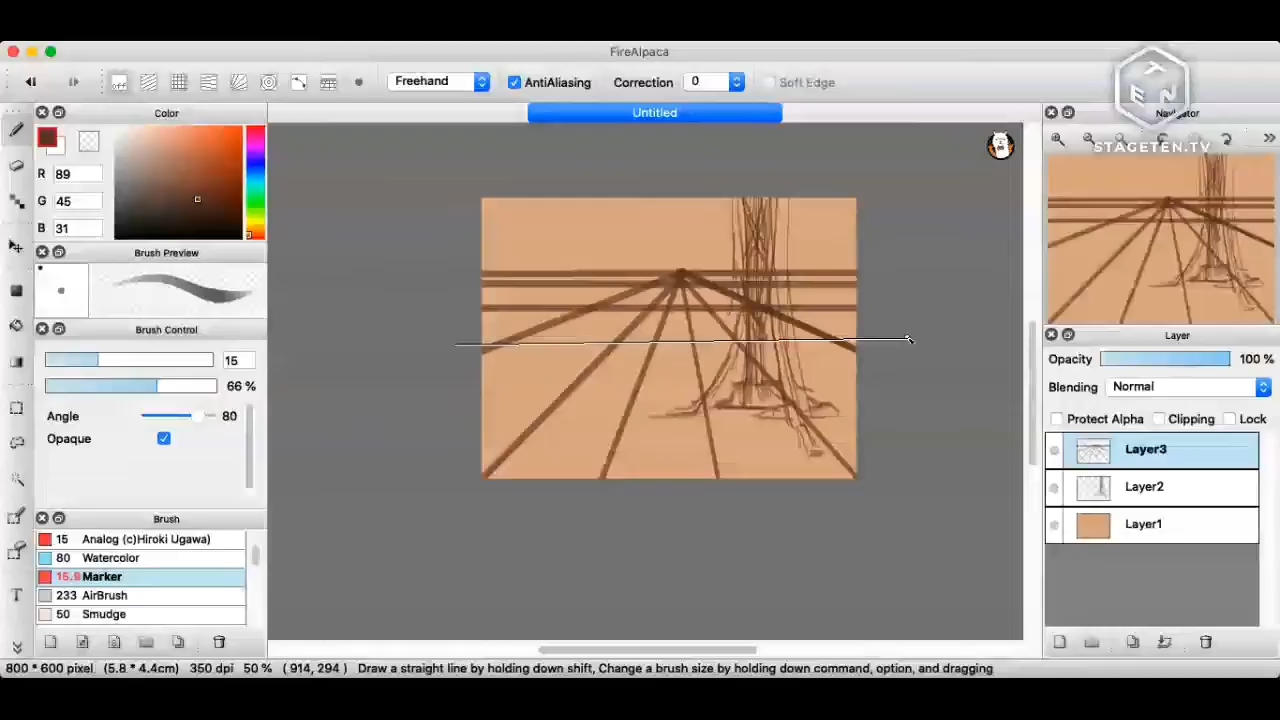 FireAlpaca
Freehand
AntiAliasing
Correction
0
Soft Edge
TEN
STAGETEN.TV
Color
Untitled
Navigator
R 89
G 45
B 31
Brush Preview
Brush Control
15
66 %
Angle 80
Opaque
Brush
15 Analog (c)Hiroki Ugawa)
80 Watercolor
15.9 Marker
233 AirBrush
50 Smudge
T
Layer
Opacity 100 %
Blending Normal
Protect Alpha Clipping Lock
Layer3
Layer2
Layer1
800 * 600 pixel (5.8 * 4.4cm) 350 dpi 50 % ( 914, 294 ) Draw a straight line by holding down shift, Change a brush size by holding down command, option, and dragging